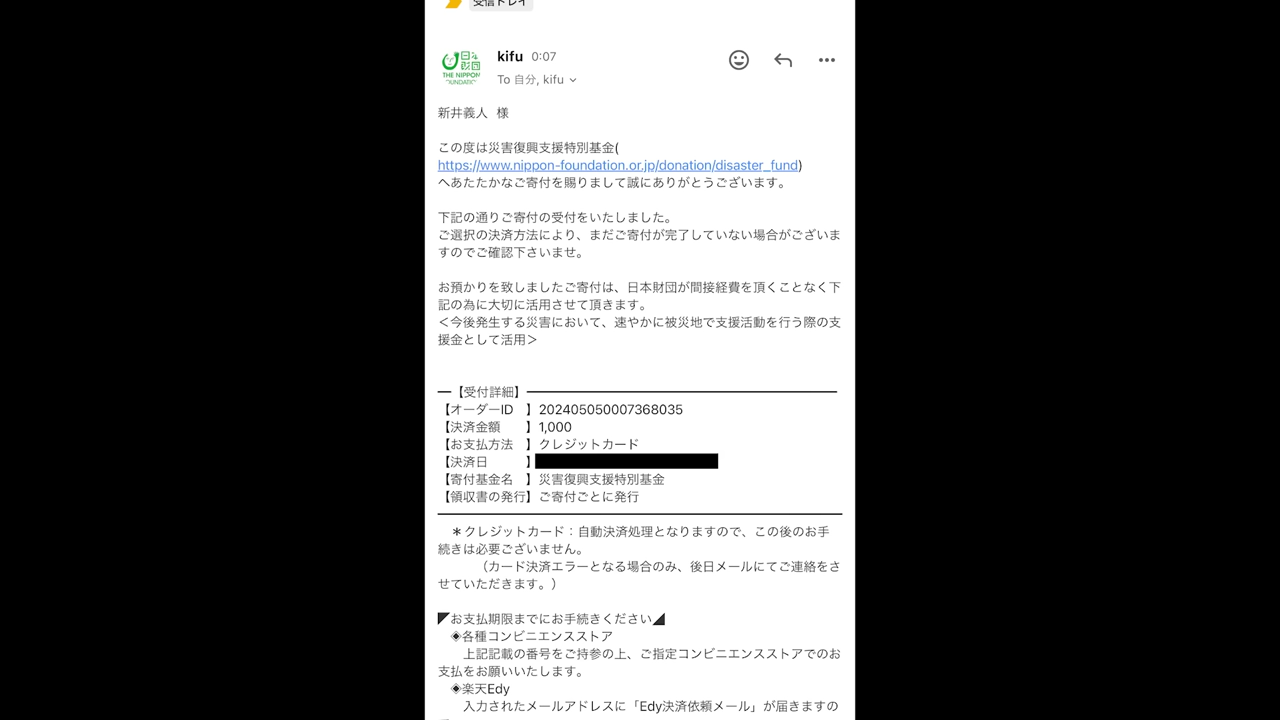 受信トレイ
kifu 0:07
To 自分, kifu
THE NIPPON
FOUNDATION
新井義人 様
この度は災害復興支援特別基金(
https://www.nippon-foundation.or.jp/donation/disaster_fund)
へあたたかなご寄付を賜りまして誠にありがとうございます。
下記の通りご寄付の受付をいたしました。
ご選択の決済方法により、まだご寄付が完了していない場合がございま
すのでご確認下さいませ。
お預かりを致しましたご寄付は、日本財団が間接経費を頂くことなく下
記の為に大切に活用させて頂きます。
＜今後発生する災害において、速やかに被災地で支援活動を行う際の支
援金として活用＞
━【受付詳細】━━━━━━━━━━━━━━━━━━━━━━━━━
【オーダーID 】202405050007368035
【決済金額 】1,000
【お支払方法 】クレジットカード
【決済日 】
【寄付基金名 】災害復興支援特別基金
【領収書の発行】ご寄付ごとに発行
＊クレジットカード：自動決済処理となりますので、この後のお手
続きは必要ございません。
（カード決済エラーとなる場合のみ、後日メールにてご連絡をさ
せていただきます。）
◤お支払期限までにお手続きください◢
◈各種コンビニエンスストア
上記記載の番号をご持参の上、ご指定コンビニエンスストアでのお
支払をお願いいたします。
◈楽天Edy
入力されたメールアドレスに「Edy決済依頼メール」が届きますの